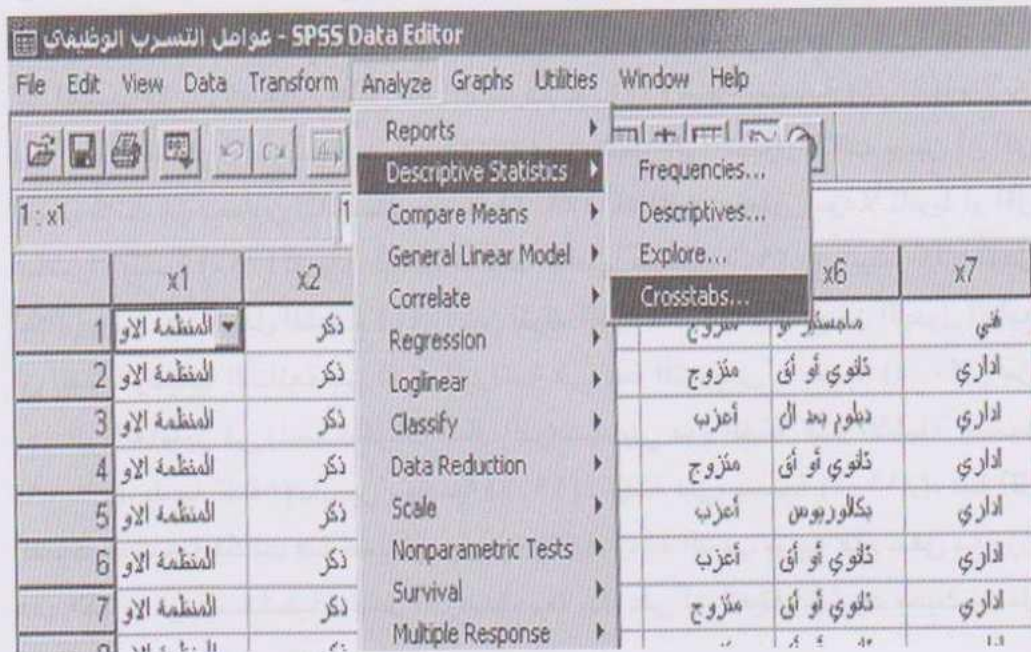 عوامل التسرب الوظيفي - SPSS Data Editor
File Edit View Data Transform Analyze Graphs Utilities Window Help
Reports
Descriptive Statistics
Compare Means
General Linear Model
Correlate
Regression
Loglinear
Classify
Data Reduction
Scale
Nonparametric Tests
Survival
Multiple Response
Frequencies...
Descriptives...
Explore...
Crosstabs...
1 : x1
x1 x2 x6 x7
1 المنظمة الاو ذكر متزوج ماجستير أو
2 المنظمة الاو ذكر متزوج ثانوي أو أق اداري
3 المنظمة الاو ذكر أعزب دبلوم بعد ال اداري
4 المنظمة الاو ذكر متزوج ثانوي أو أق اداري
5 المنظمة الاو ذكر أعزب بكالوريوس اداري
6 المنظمة الاو ذكر أعزب ثانوي أو أق اداري
7 المنظمة الاو ذكر متزوج ثانوي أو أق اداري